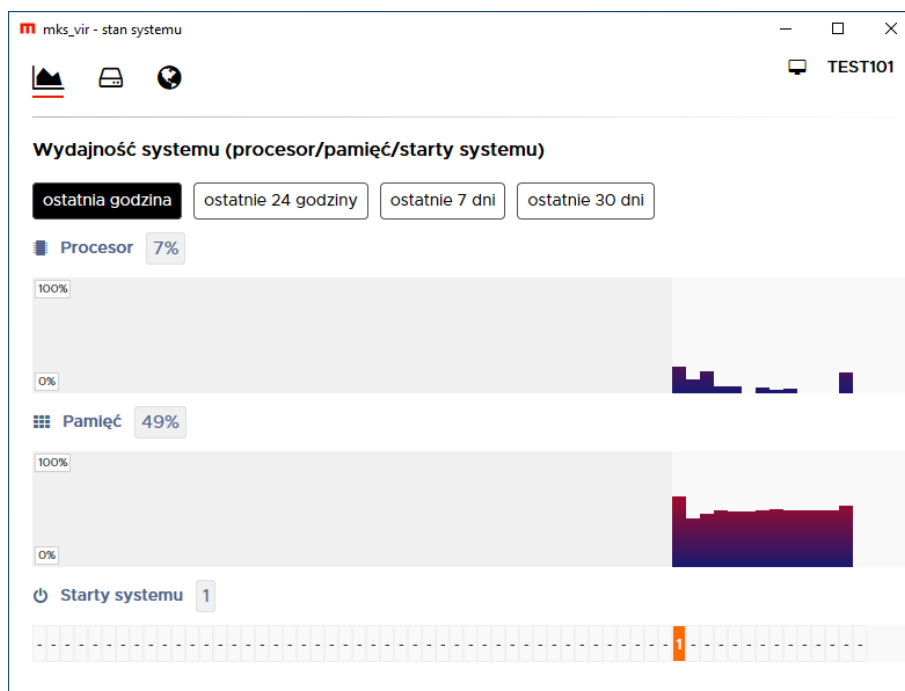 mks_vir - stan systemu
TEST101
Wydajność systemu (procesor/pamięć/starty systemu)
ostatnia godzina ostatnie 24 godziny ostatnie 7 dni ostatnie 30 dni
Procesor 7%
100%
0%
Pamięć 49%
100%
0%
Starty systemu 1
- - - - - - - - - - - - - - - - - - - - - - - - - - - - - - - - - - - - - - - - - - - - - - 1 - - - - - - - - - - - - -